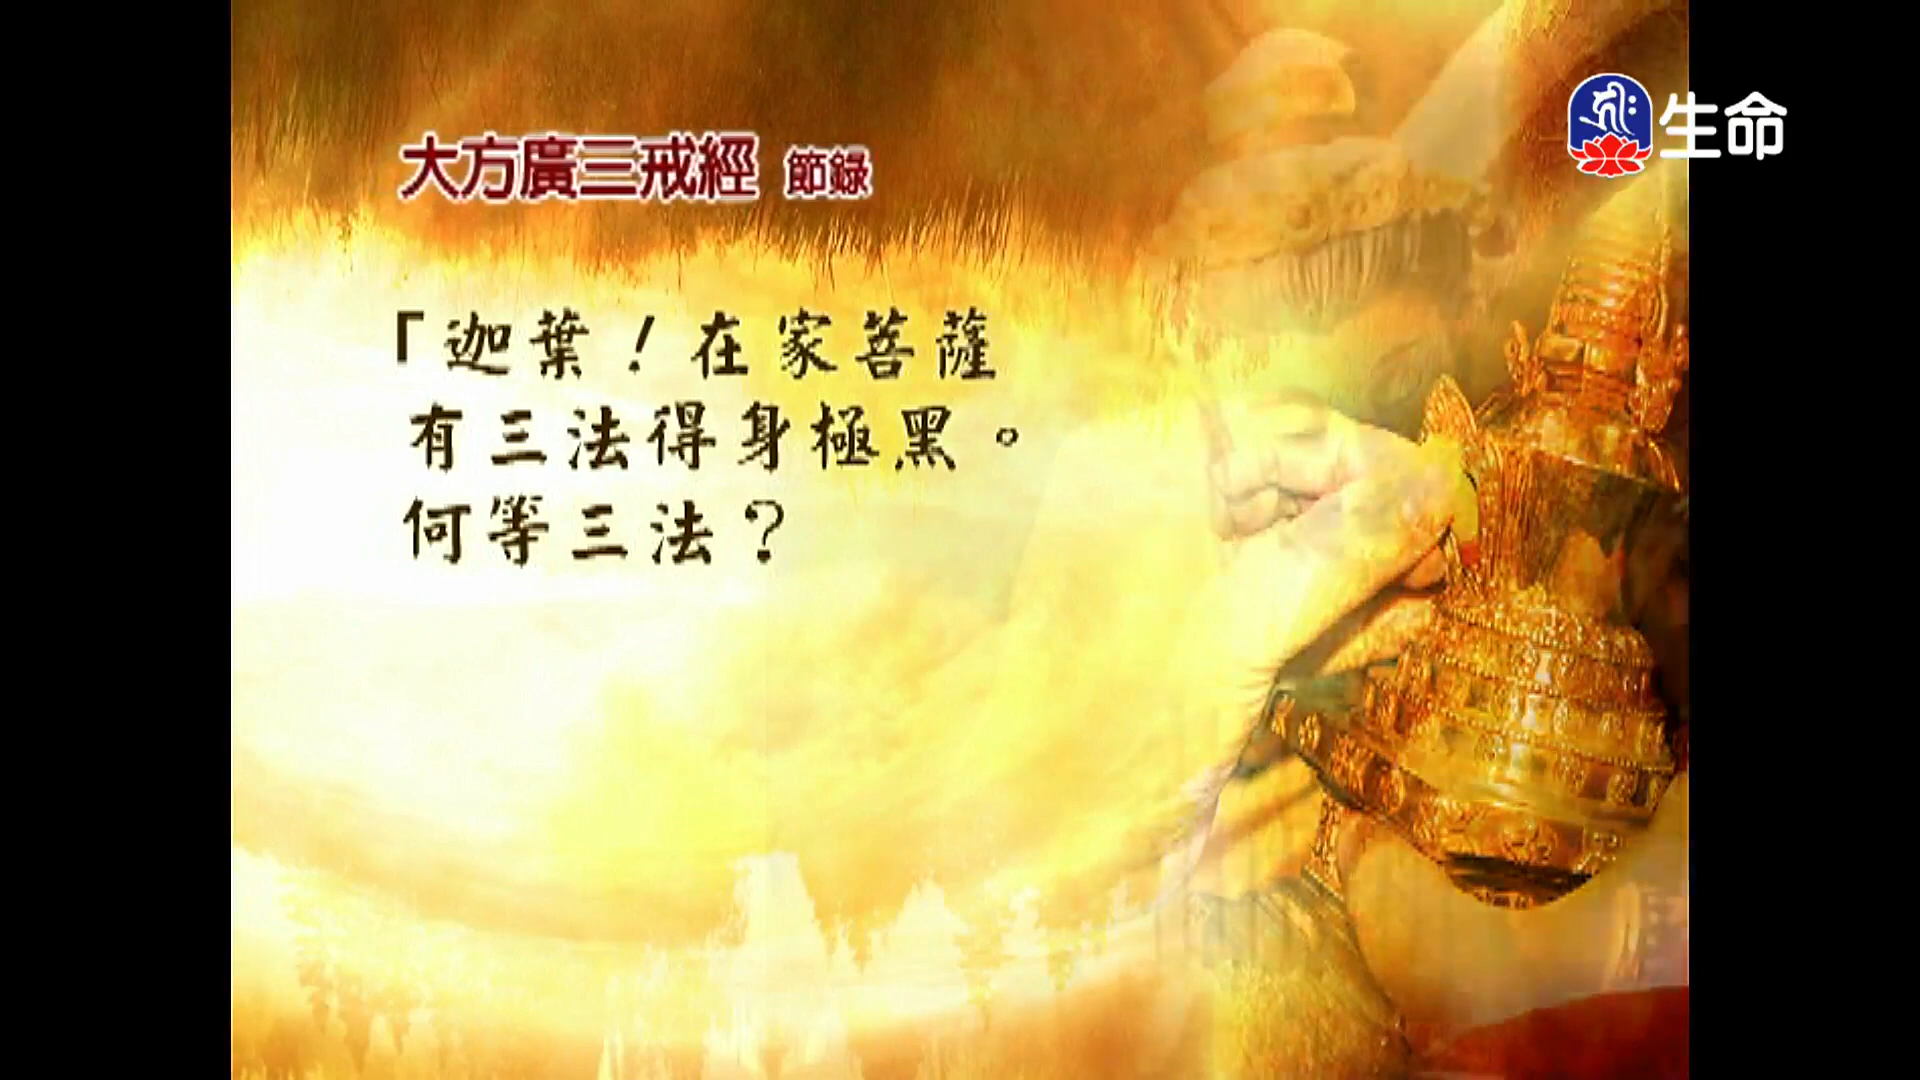 生命
大方廣三戒經 節錄
「迦葉！在家菩薩
有三法得身極黑。
何等三法？